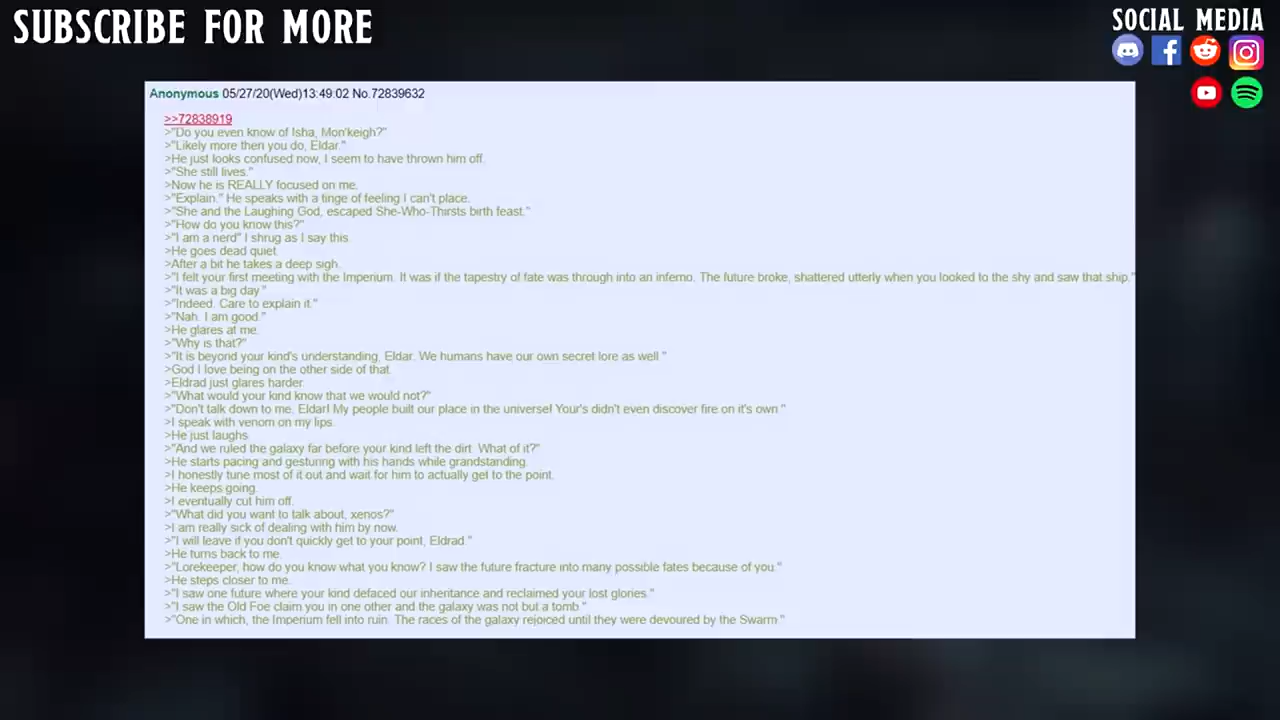 SUBSCRIBE FOR MORE
SOCIAL MEDIA
Anonymous 05/27/20(Wed)13:49:02 No.72839632
>>72838919
>"Do you even know of Isha, Mon'keigh?"
>"Likely more then you do, Eldar."
>He just looks confused now, I seem to have thrown him off.
>"She still lives."
>Now he is REALLY focused on me.
>"Explain." He speaks with a tinge of feeling I can't place.
>"She and the Laughing God, escaped She-Who-Thirsts birth feast."
>"How do you know this?"
>"I am a nerd" I shrug as I say this
>He goes dead quiet.
>After a bit he takes a deep sigh.
>"I felt your first meeting with the Imperium. It was if the tapestry of fate was through into an inferno. The future broke, shattered utterly when you looked to the shy and saw that ship."
>"It was a big day."
>"Indeed. Care to explain it."
>"Nah. I am good."
>He glares at me.
>"Why is that?"
>"It is beyond your kind's understanding, Eldar. We humans have our own secret lore as well."
>God I love being on the other side of that.
>Eldrad just glares harder.
>"What would your kind know that we would not?"
>"Don't talk down to me. Eldar! My people built our place in the universe! Your's didn't even discover fire on it's own."
>I speak with venom on my lips.
>He just laughs.
>"And we ruled the galaxy far before your kind left the dirt. What of it?"
>He starts pacing and gesturing with his hands while grandstanding.
>I honestly tune most of it out and wait for him to actually get to the point.
>He keeps going.
>I eventually cut him off.
>"What did you want to talk about, xenos?"
>I am really sick of dealing with him by now.
>"I will leave if you don't quickly get to your point, Eldrad."
>He turns back to me.
>"Lorekeeper, how do you know what you know? I saw the future fracture into many possible fates because of you."
>He steps closer to me.
>"I saw one future where your kind defaced our inheritance and reclaimed your lost glories."
>"I saw the Old Foe claim you in one other and the galaxy was not but a tomb."
>"One in which, the Imperium fell into ruin. The races of the galaxy rejoiced until they were devoured by the Swarm."